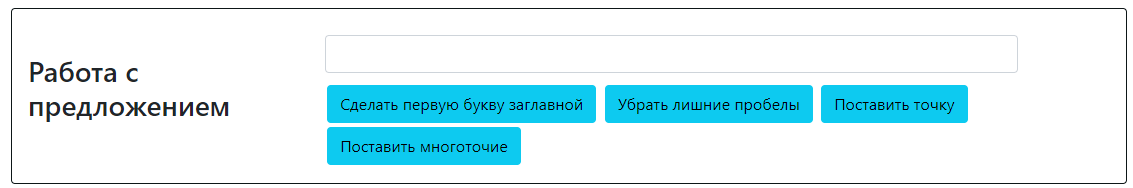 Работа с
предложением
Сделать первую букву заглавной
Убрать лишние пробелы
Поставить точку
Поставить многоточие